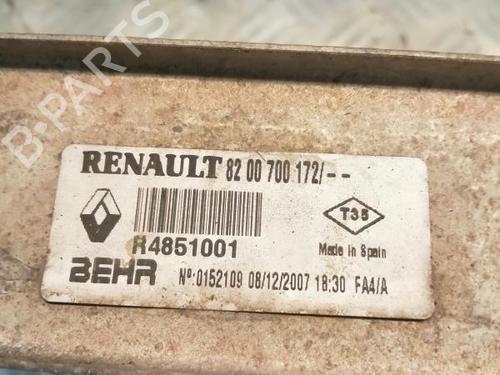 RENAULT 82 00 700 172/--
R4851001
T35
Made in Spain
BEHR Nº:0152109 08/12/2007 18:30 FA4/A
B-PARTS